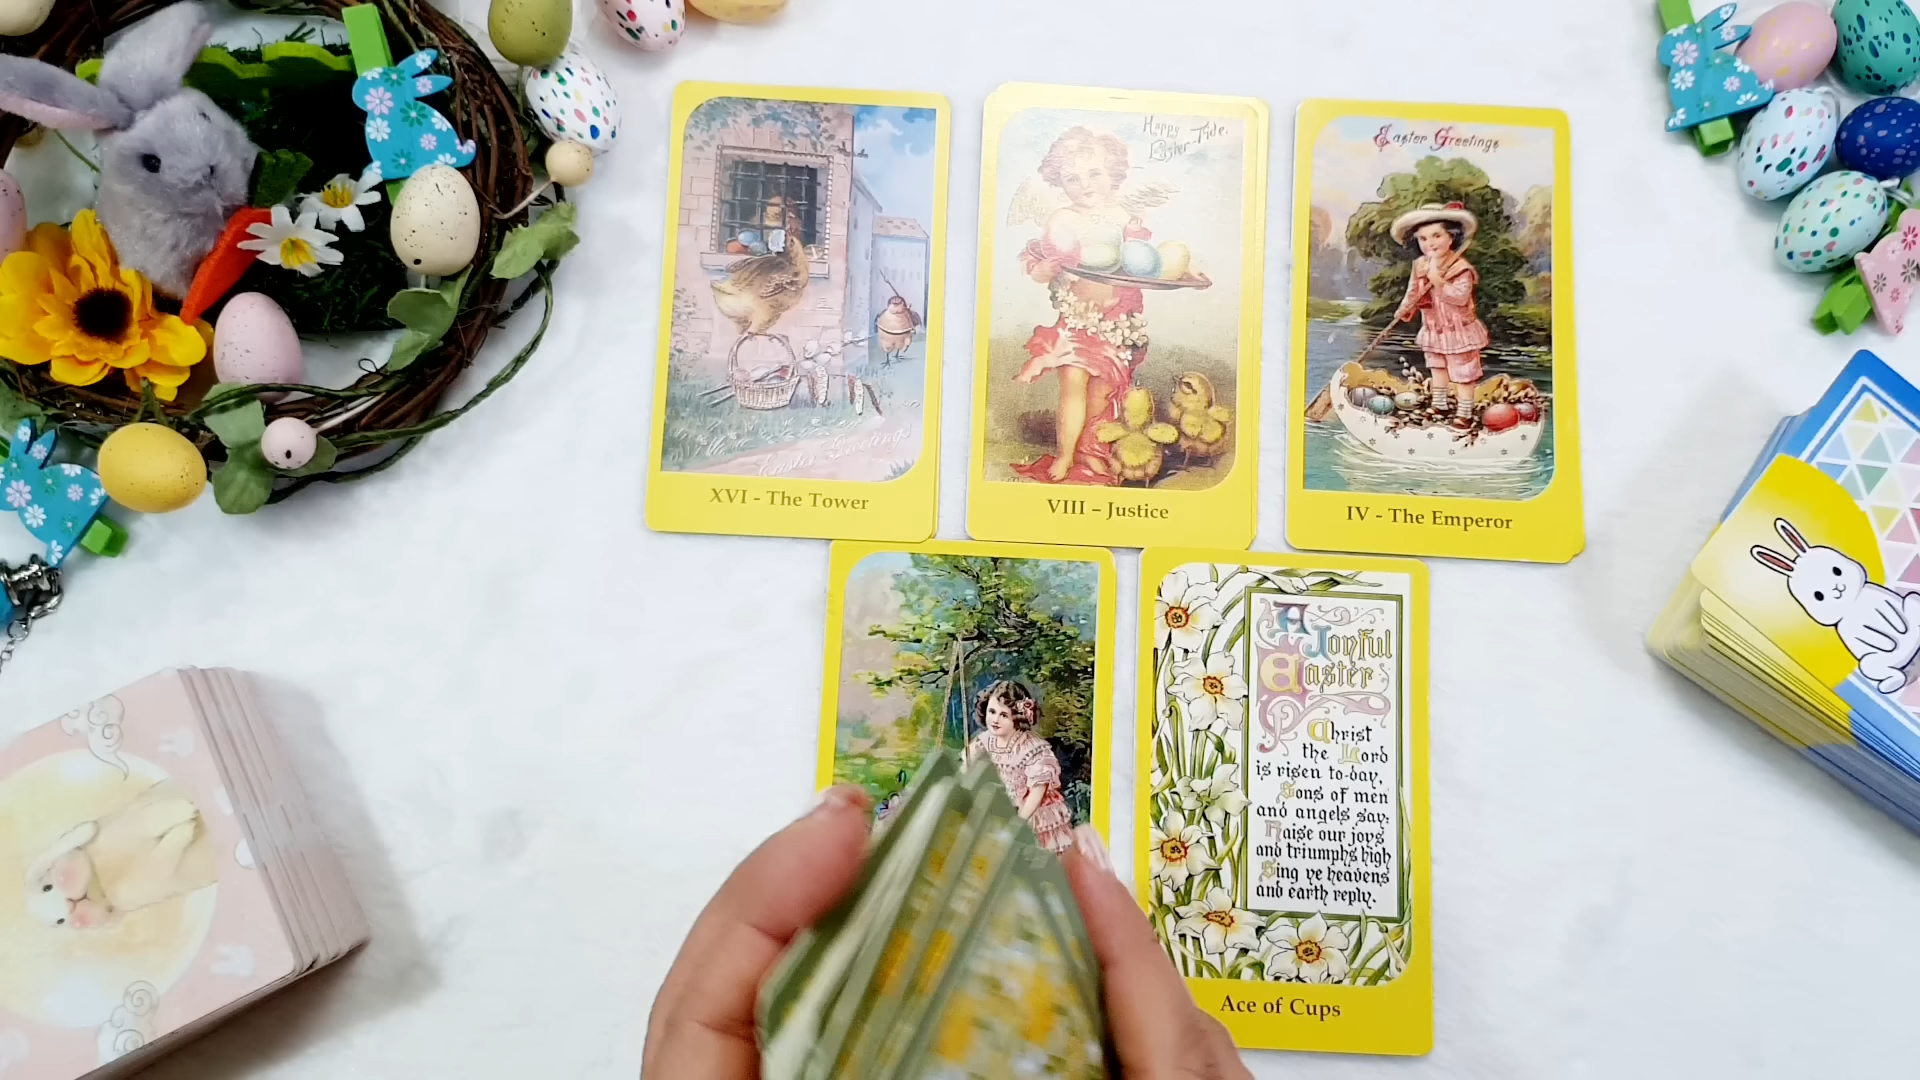 Easter Greetings
XVI - The Tower
Happy
Easter-Tide.
VIII – Justice
Easter Greetings
IV - The Emperor
A
Joyful
Easter
Christ
the Lord
is risen to-day,
Sons of men
and angels say:
Raise our joys
and triumphs high
Sing ye heavens
and earth reply.
Ace of Cups